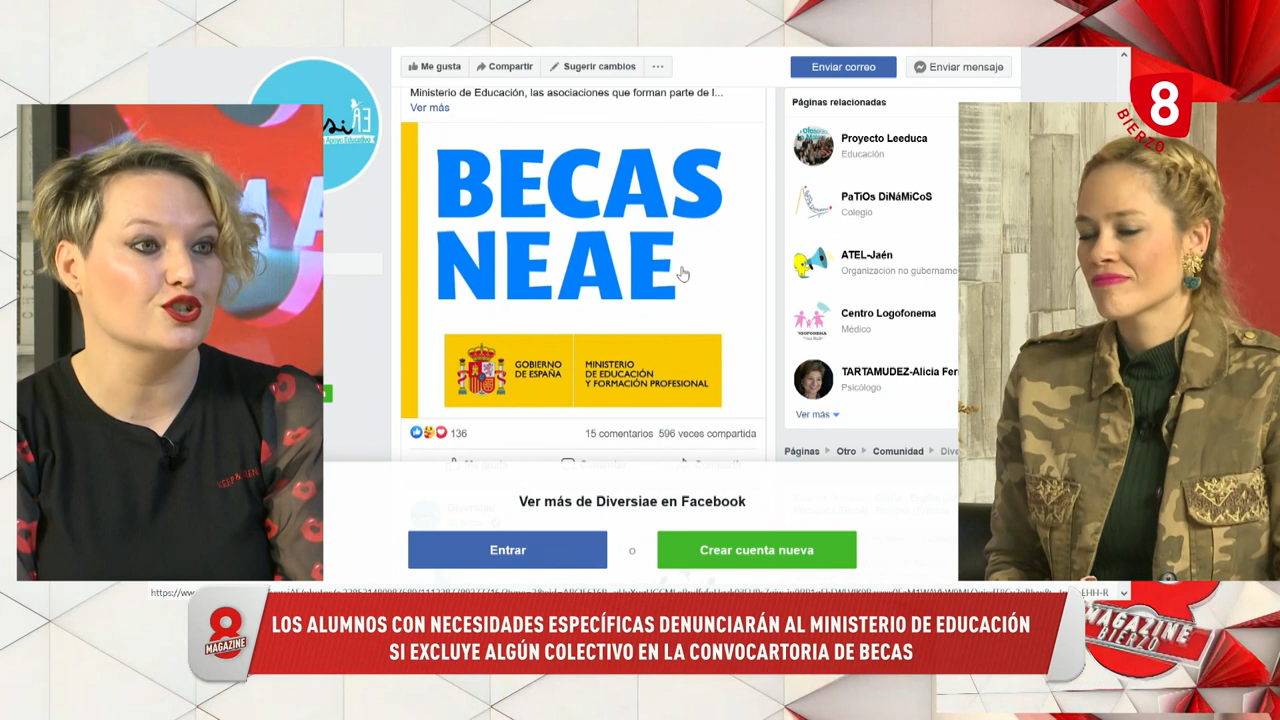 Me gusta
Compartir
Sugerir cambios
Enviar correo
Enviar mensaje
Ministerio de Educación, las asociaciones que forman parte de l...
Ver más
BECAS
NEAE
GOBIERNO
DE ESPAÑA
MINISTERIO
DE EDUCACIÓN
Y FORMACIÓN PROFESIONAL
136
15 comentarios 596 veces compartida
Páginas relacionadas
Proyecto Leeduca
Educación
PaTiOs DiNáMiCoS
Colegio
ATEL-Jaén
Organización no gubername
Centro Logofonema
Médico
TARTAMUDEZ-Alicia Fer
Psicólogo
Ver más
Páginas Otro Comunidad
8
BIERZO
Ver más de Diversiae en Facebook
Entrar
o
Crear cuenta nueva
8
MAGAZINE
LOS ALUMNOS CON NECESIDADES ESPECÍFICAS DENUNCIARÁN AL MINISTERIO DE EDUCACIÓN
SI EXCLUYE ALGÚN COLECTIVO EN LA CONVOCARTORIA DE BECAS
MAGAZINE
BIERZO